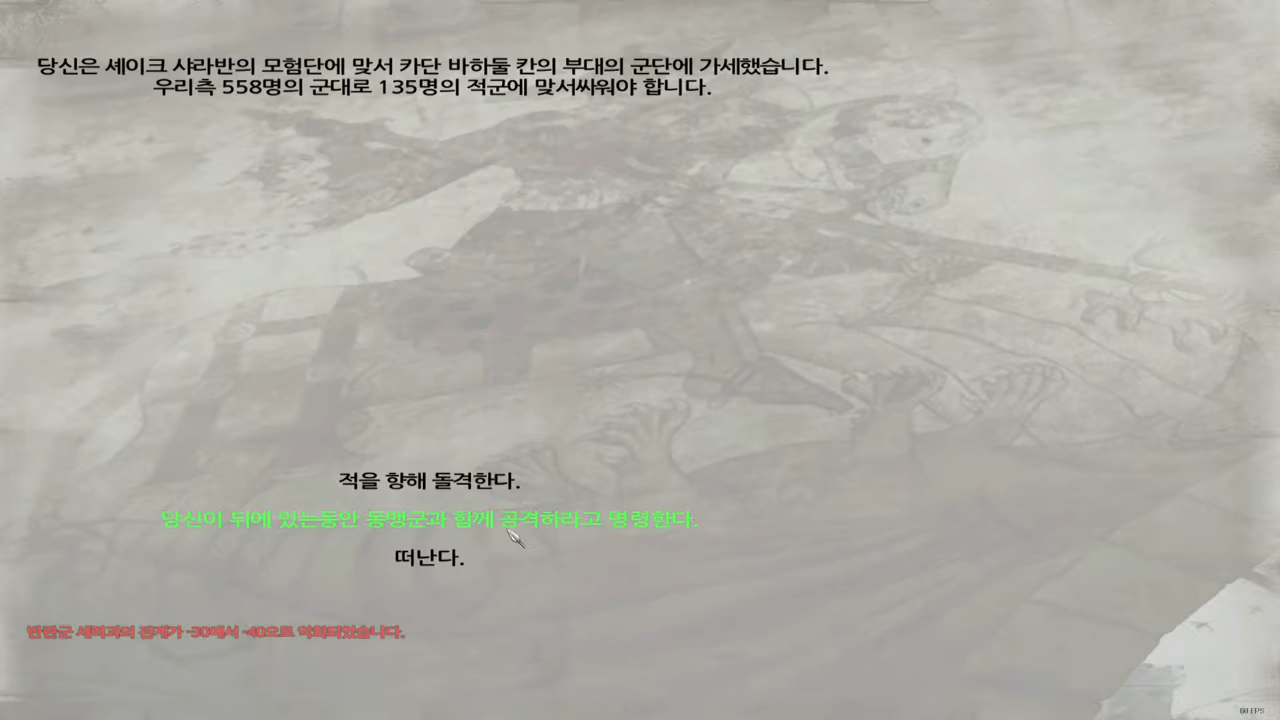 당신은 셰이크 샤라반의 모험단에 맞서 카단 바하둘 칸의 부대의 군단에 가세했습니다.
우리측 558명의 군대로 135명의 적군에 맞서싸워야 합니다.
적을 향해 돌격한다.
당신이 뒤에 있는동안 동맹군과 함께 공격하라고 명령한다.
떠난다.
반란군 세력과의 관계가 -30에서 -40으로 악화되었습니다.
60 FPS